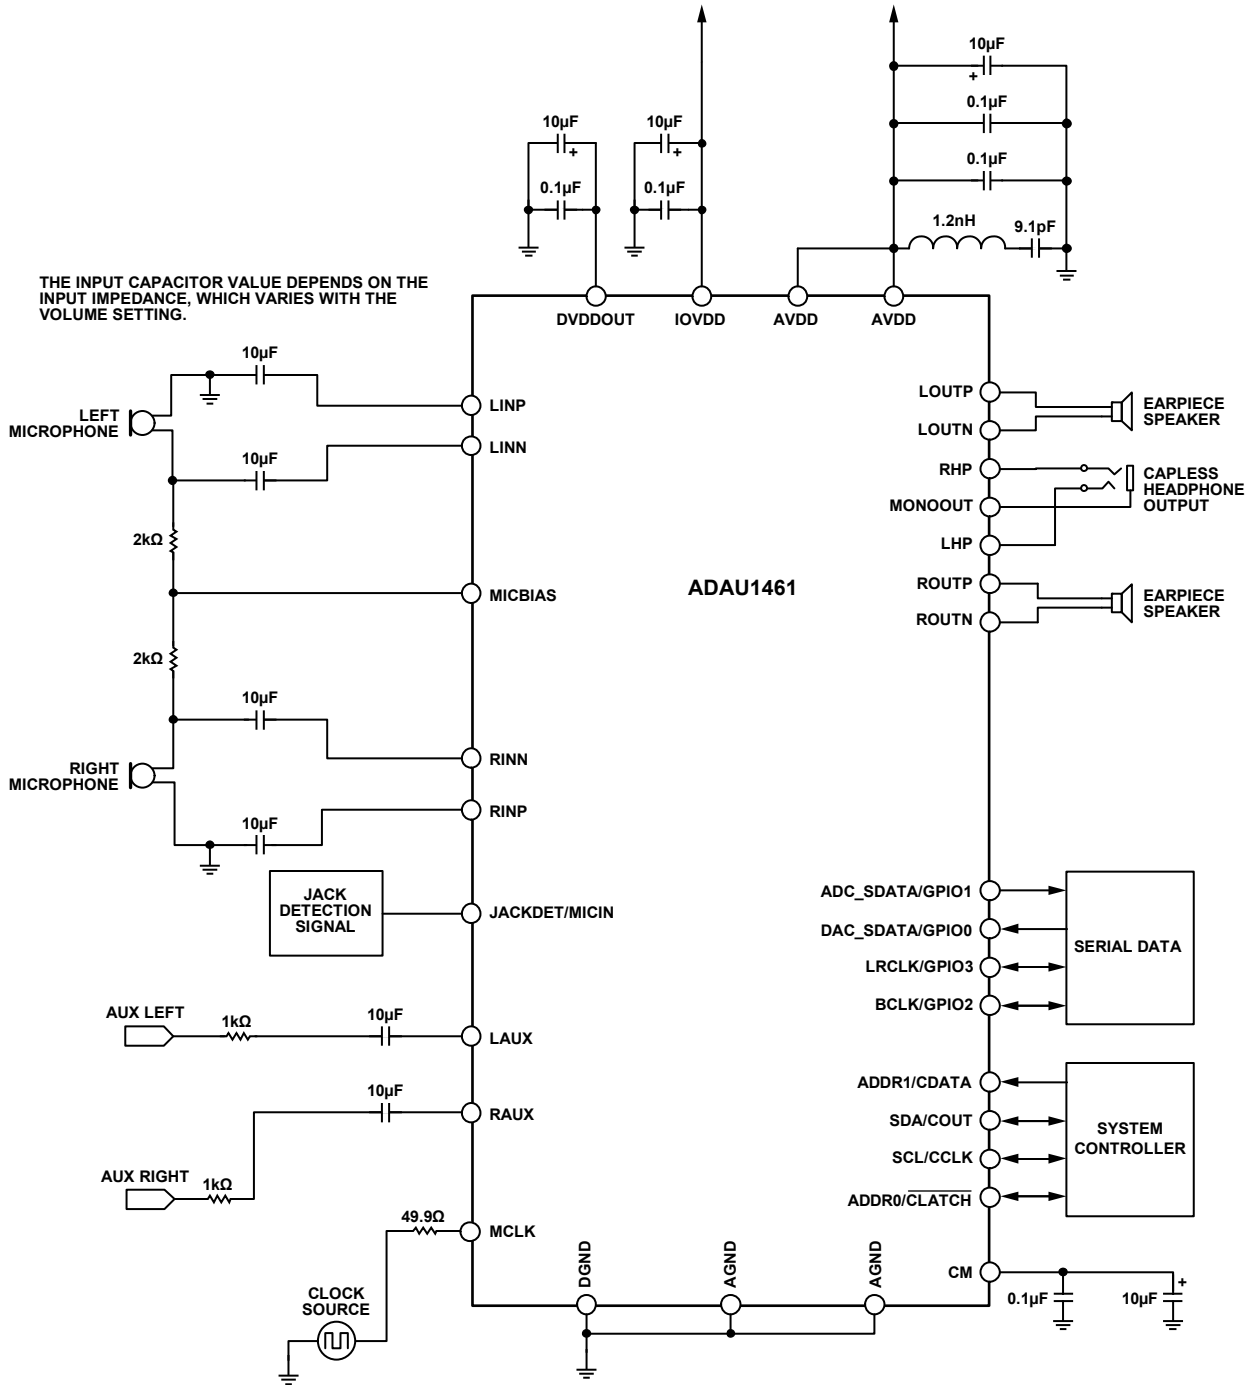 10µF
+
0.1µF
0.1µF
1.2nH
9.1pF
10µF
+
0.1µF
10µF
+
0.1µF
THE INPUT CAPACITOR VALUE DEPENDS ON THE
INPUT IMPEDANCE, WHICH VARIES WITH THE
VOLUME SETTING.
DVDDOUT
IOVDD
AVDD
AVDD
10µF
LINP
LEFT
MICROPHONE
LINN
10µF
2kΩ
MICBIAS
2kΩ
10µF
RINN
RIGHT
MICROPHONE
RINP
10µF
JACK
DETECTION
SIGNAL
JACKDET/MICIN
AUX LEFT
1kΩ
10µF
LAUX
10µF
RAUX
AUX RIGHT
1kΩ
49.9Ω
MCLK
CLOCK
SOURCE
ADAU1461
LOUTP
LOUTN
EARPIECE
SPEAKER
RHP
MONOOUT
LHP
CAPLESS
HEADPHONE
OUTPUT
ROUTP
ROUTN
EARPIECE
SPEAKER
ADC_SDATA/GPIO1
DAC_SDATA/GPIO0
LRCLK/GPIO3
BCLK/GPIO2
SERIAL DATA
ADDR1/CDATA
SDA/COUT
SCL/CCLK
ADDR0/CLATCH
SYSTEM
CONTROLLER
DGND
AGND
AGND
CM
0.1µF
10µF
+